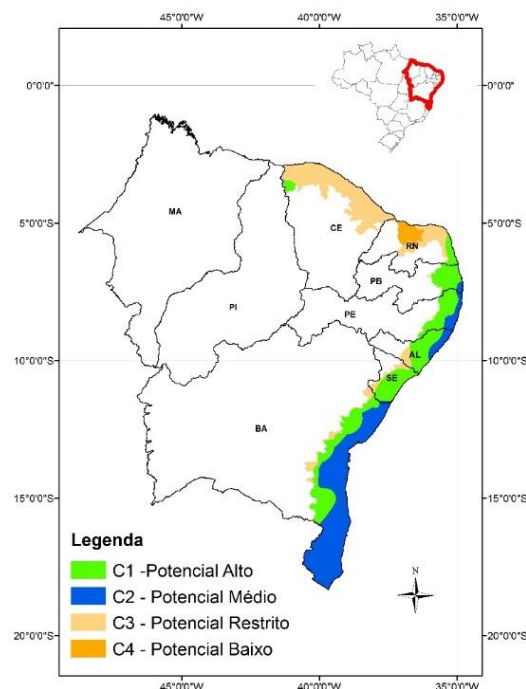 45°0'0"W 40°0'0"W 35°0'0"W
0°0'0" 0°0'0"
MA
CE
5°0'0"S 5°0'0"S
RN
PB
PI
PE
AL
10°0'0"S 10°0'0"S
SE
BA
15°0'0"S 15°0'0"S
Legenda
C1 -Potencial Alto
C2 - Potencial Médio
C3 - Potencial Restrito
C4 - Potencial Baixo
N
20°0'0"S 20°0'0"S
45°0'0"W 40°0'0"W 35°0'0"W